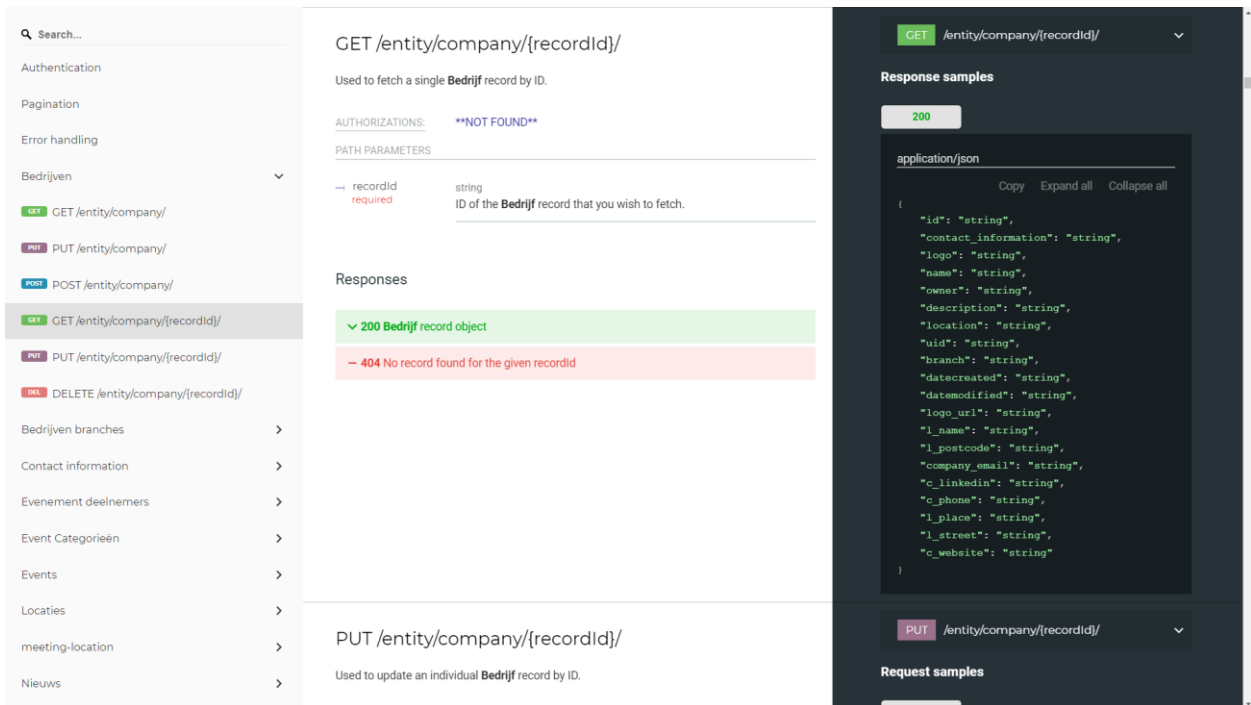 Search...
Authentication
Pagination
Error handling
Bedrijven
GET GET /entity/company/
PUT PUT /entity/company/
POST POST /entity/company/
GET GET /entity/company/{recordId}/
PUT PUT /entity/company/{recordId}/
DEL DELETE /entity/company/{recordId}/
Bedrijven branches
Contact information
Evenement deelnemers
Event Categorieën
Events
Locaties
meeting-location
Nieuws
GET /entity/company/{recordId}/
Used to fetch a single Bedrijf record by ID.
AUTHORIZATIONS: **NOT FOUND**
PATH PARAMETERS
recordId
required
string
ID of the Bedrijf record that you wish to fetch.
Responses
200 Bedrijf record object
— 404 No record found for the given recordId
PUT /entity/company/{recordId}/
Used to update an individual Bedrijf record by ID.
GET /entity/company/{recordId}/
Response samples
200
application/json
Copy Expand all Collapse all
{
"id": "string",
"contact_information": "string",
"logo": "string",
"name": "string",
"owner": "string",
"description": "string",
"location": "string",
"uid": "string",
"branch": "string",
"datecreated": "string",
"datemodified": "string",
"logo_url": "string",
"l_name": "string",
"l_postcode": "string",
"company_email": "string",
"c_linkedin": "string",
"c_phone": "string",
"l_place": "string",
"l_street": "string",
"c_website": "string"
}
PUT /entity/company/{recordId}/
Request samples